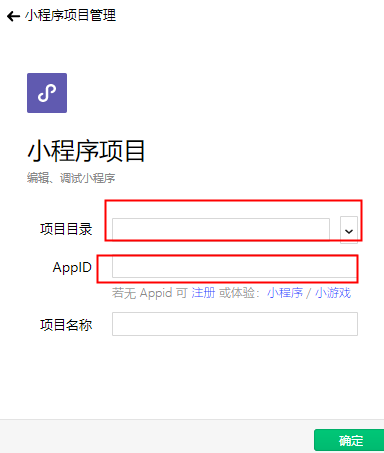 小程序项目管理
小程序项目
编辑、调试小程序
项目目录
AppID
若无 Appid 可 注册 或体验：小程序 / 小游戏
项目名称
确定